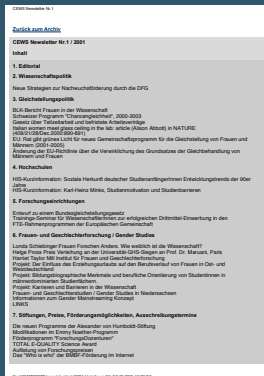 CEWS Newsletter Nr. 1
Zurück zum Archiv
CEWS Newsletter Nr.1 / 2001
Inhalt
1. Editorial
2. Wissenschaftspolitik
Neue Strategien zur Nachwuchsförderung durch die DFG
3. Gleichstellungspolitik
BLK-Bericht Frauen in der Wissenschaft
Schweizer Programm "Chancengleichheit", 2000-2003
Gesetz über Teilzeitarbeit und befristete Arbeitsverträge
Italian women meet glass ceiling in the lab: article (Alison Abbott) in NATURE
(408/21/28/Dec.2000:890-891)
EU: Rat gibt grünes Licht für neues Gemeinschaftsprogramm für die Gleichstellung von Frauen und
Männern (2001-2005)
Änderung der EU-Richtlinie über die Verwirklichung des Grundsatzes der Gleichbehandlung von
Männern und Frauen
4. Hochschulen
HIS-Kurzinformation: Soziale Herkunft deutscher StudienanfängerInnen Entwicklungstrends der 90er
Jahre
HIS-Kurzinformation: Karl-Heinz Minks, Studienmotivation und Studienbarrieren
5. Forschungseinrichtungen
Entwurf zu einem Bundesgleichstellungsgesetz
Trainings-Seminar für WissenschaftlerInnen zur erfolgreichen Drittmittel-Einwerbung in den
FTE-Rahmenprogrammen der Europäischen Gemeinschaft
6. Frauen- und Geschlechterforschung / Gender Studies
Londa Schiebinger Frauen Forschen Anders. Wie weiblich ist die Wissenschaft?
Helge Pross Preis Verleihung an der Universität-GHS-Siegen an Prof. Dr. Maruani, Paris
Harriet Taylor Mill Institut für Frauen und Geschlechterforschung
Projekt: Der Einfluss des Erziehungsurlaubs auf den Berufsverlauf von Frauen in Ost- und
Westdeutschland
Projekt: Bildungsbiographische Merkmale und berufliche Orientierung von Studentinnen in
männerdominierten Studienfächern.
Projekt: Karrieren und Barrieren in der Wissenschaft
Frauen- und Geschlechterstudien / Gender Studies in Niedersachsen
Informationen zum Gender Mainstreaming Konzept
LINKS
7. Stiftungen, Preise, Förderungsmöglichkeiten, Ausschreibungstermine
Die neuen Programme der Alexander von Humboldt-Stiftung
Modifikationen im Emmy Noether-Programm
Förderprogramm "ForschungsDozenturen"
TOTAL E-QUALITY Science Award
Auflistung von Forschungspreisen
Das "Who is who" der BMBF-Förderung im Internet